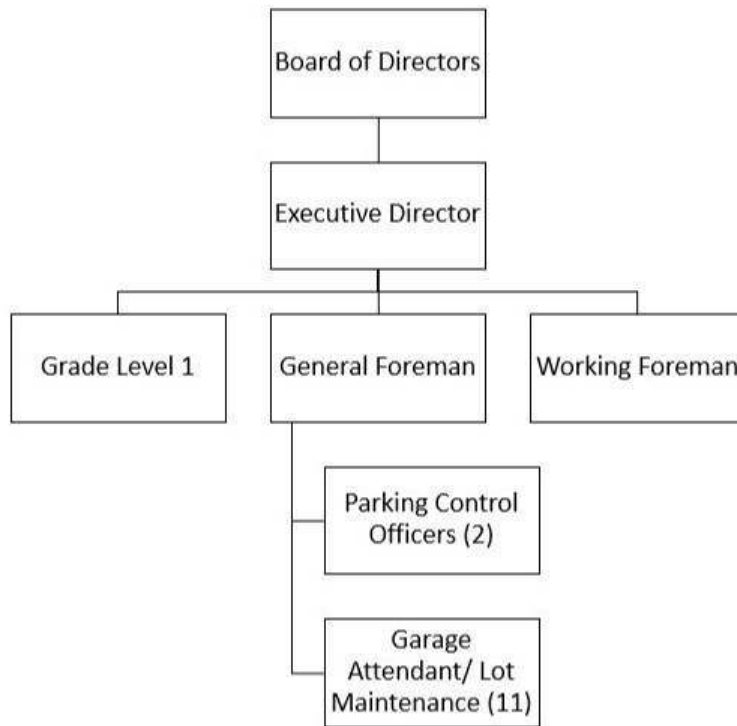 Board of Directors
Executive Director
Grade Level 1
General Foreman
Working Foreman
Parking Control
Officers (2)
Garage
Attendant/ Lot
Maintenance (11)